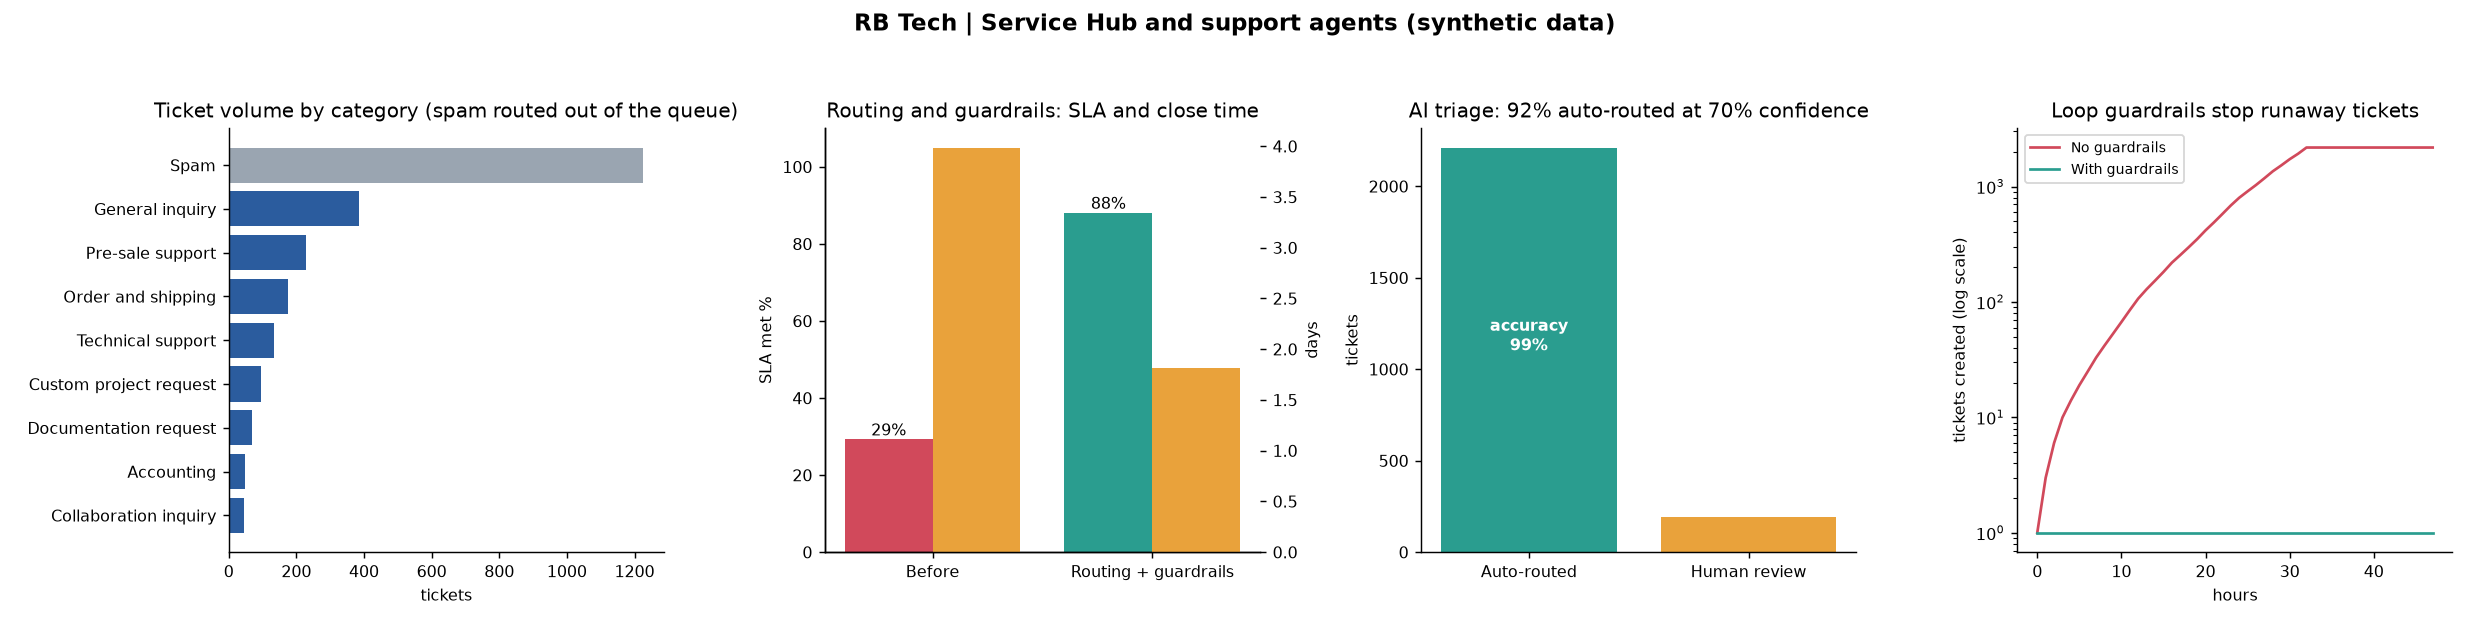 RB Tech | Service Hub and support agents (synthetic data)
Ticket volume by category (spam routed out of the queue)
Spam
General inquiry
Pre-sale support
Order and shipping
Technical support
Custom project request
Documentation request
Accounting
Collaboration inquiry
0 200 400 600 800 1000 1200
tickets
Routing and guardrails: SLA and close time
SLA met %
100
80
60
40
20
0
29%
88%
4.0
3.5
3.0
2.5
2.0
1.5
1.0
0.5
0.0
days
Before Routing + guardrails
AI triage: 92% auto-routed at 70% confidence
tickets
2000
1500
1000
500
0
accuracy
99%
Auto-routed Human review
Loop guardrails stop runaway tickets
No guardrails
With guardrails
tickets created (log scale)
10³
10²
10¹
10⁰
0 10 20 30 40
hours